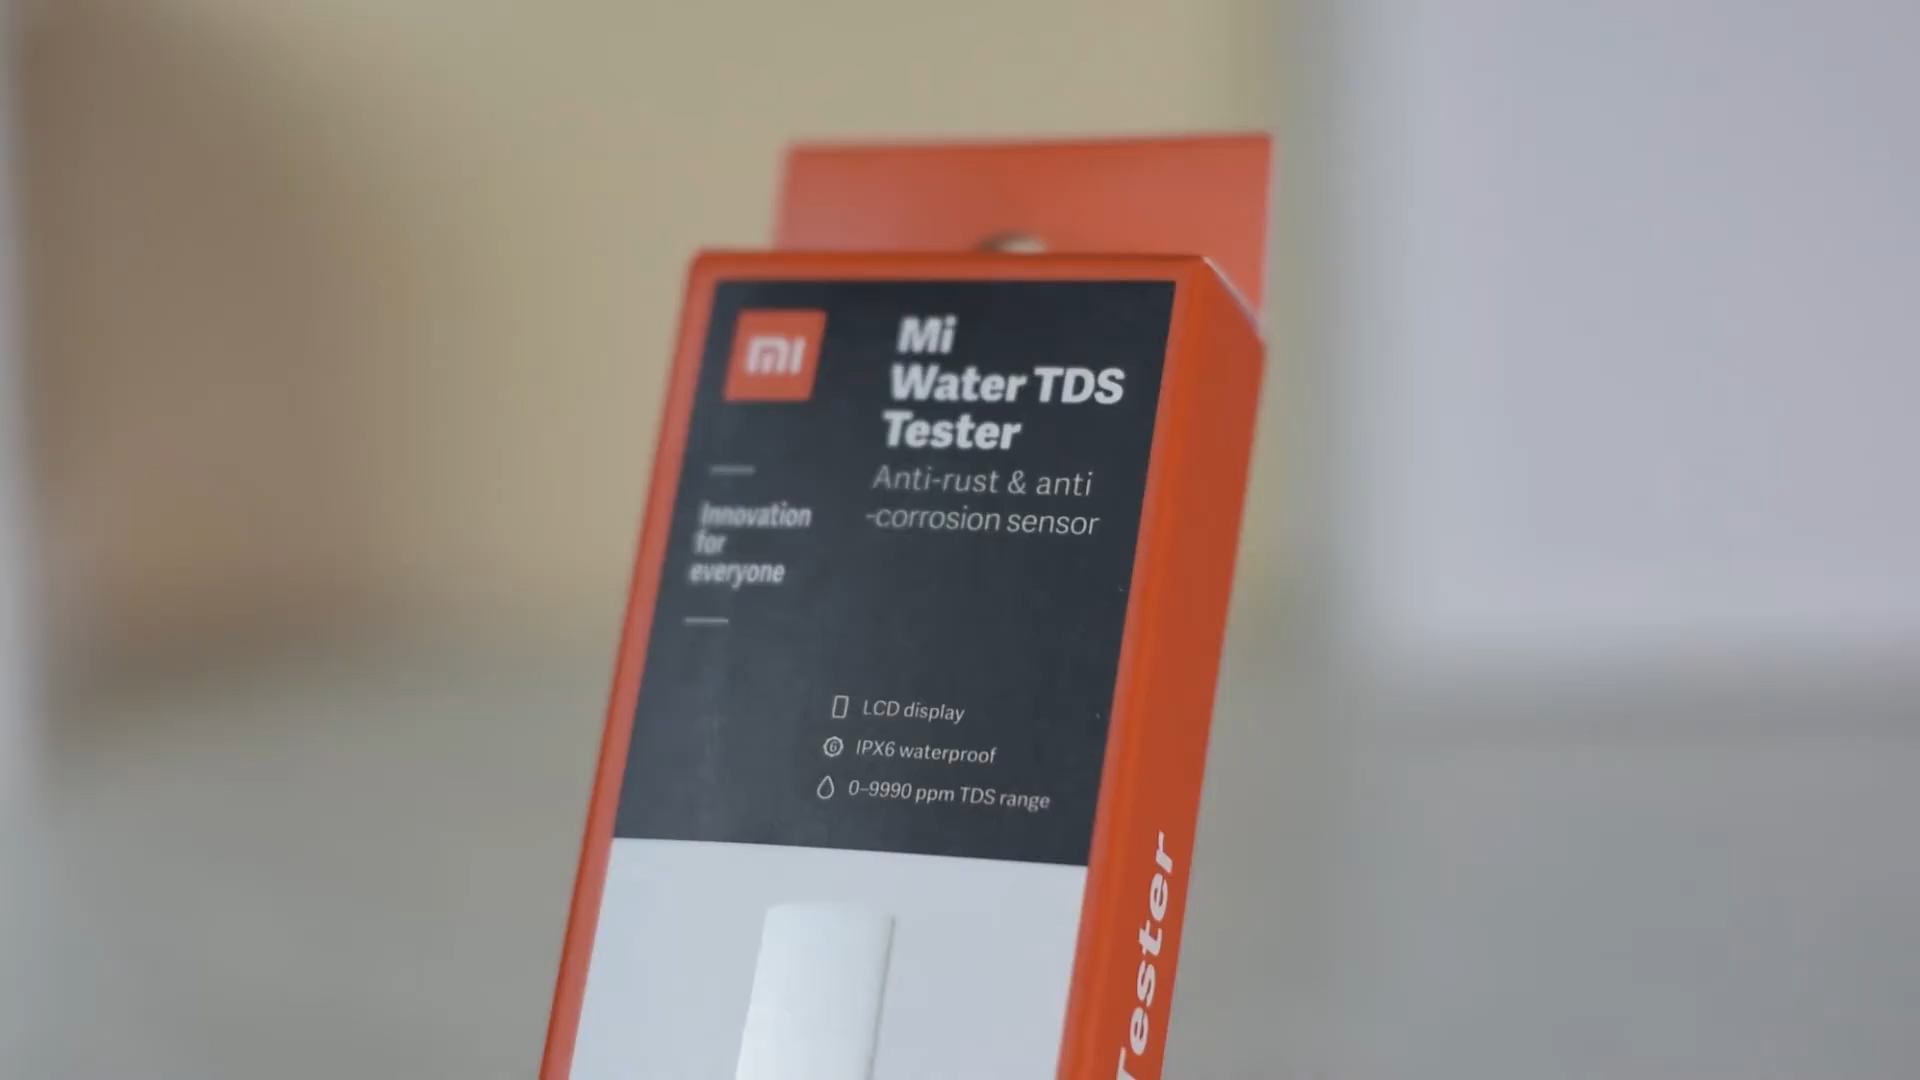 mi
Mi
Water TDS
Tester
Anti-rust & anti
-corrosion sensor
Innovation
for
everyone
LCD display
6
IPX6 waterproof
0–9990 ppm TDS range
Tester